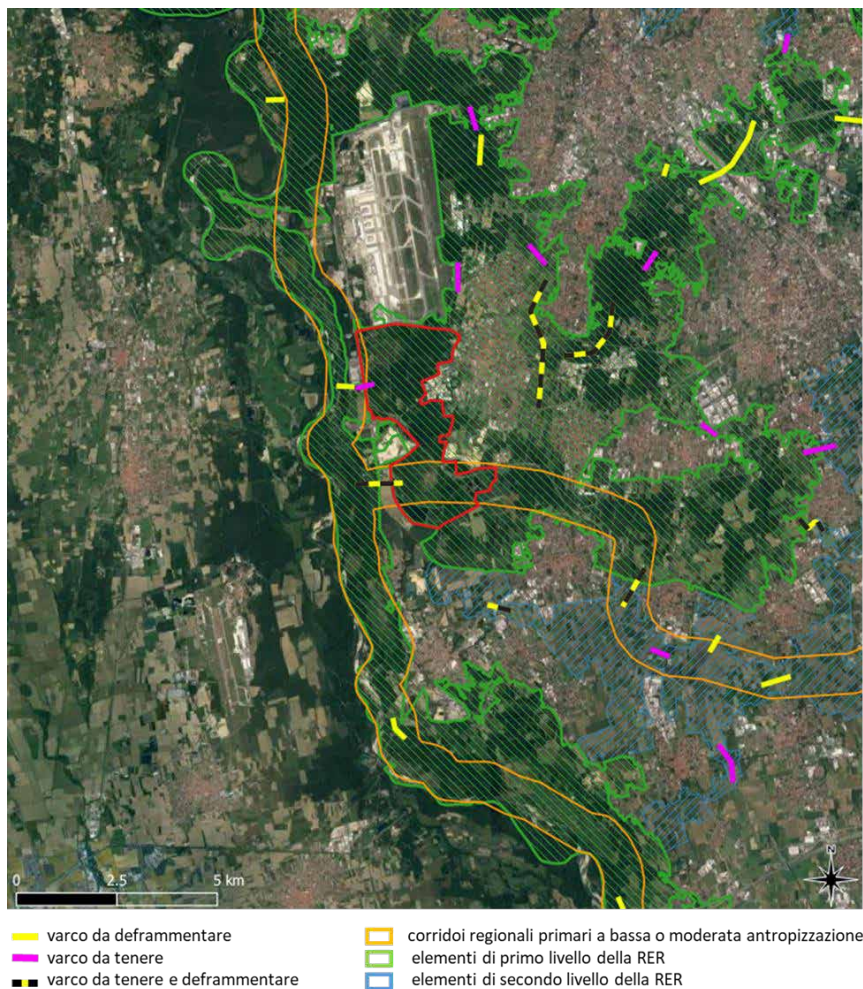 N
0 2.5 5 km
varco da deframmentare
corridoi regionali primari a bassa o moderata antropizzazione
varco da tenere
elementi di primo livello della RER
varco da tenere e deframmentare
elementi di secondo livello della RER